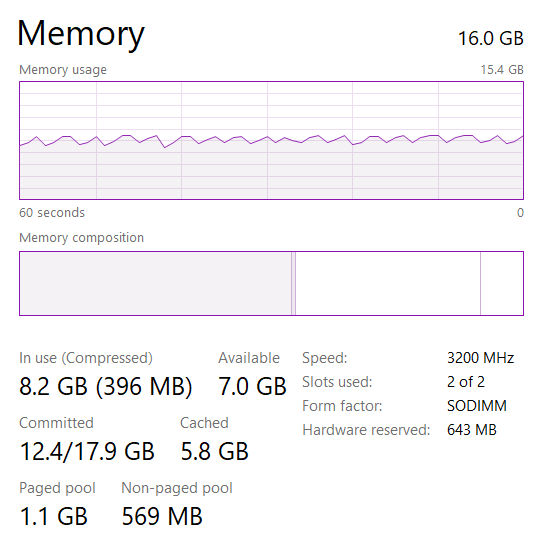 Memory 16.0 GB
Memory usage 15.4 GB
60 seconds 0
Memory composition
In use (Compressed) Available
8.2 GB (396 MB) 7.0 GB
Committed Cached
12.4/17.9 GB 5.8 GB
Paged pool Non-paged pool
1.1 GB 569 MB
Speed: 3200 MHz
Slots used: 2 of 2
Form factor: SODIMM
Hardware reserved: 643 MB